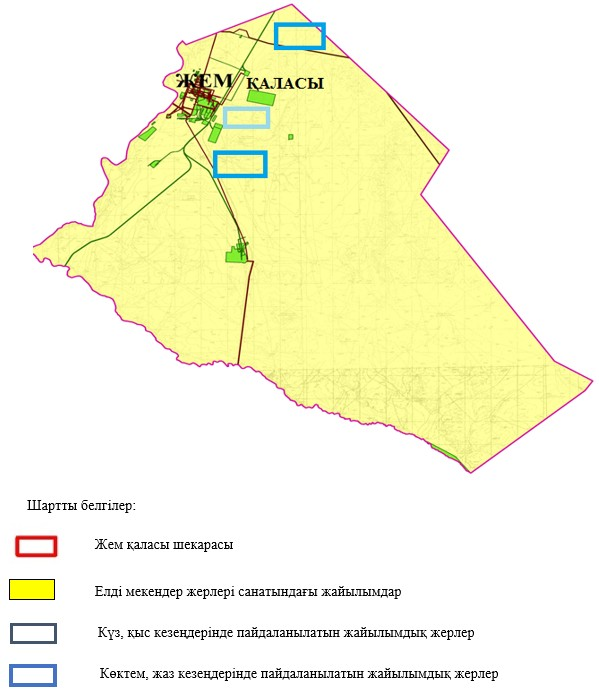 ЖЕМ ҚАЛАСЫ
Шартты белгілер:
Жем қаласы шекарасы
Елді мекендер жерлері санатындағы жайылымдар
Күз, қыс кезеңдерінде пайдаланылатын жайылымдық жерлер
Көктем, жаз кезеңдерінде пайдаланылатын жайылымдық жерлер